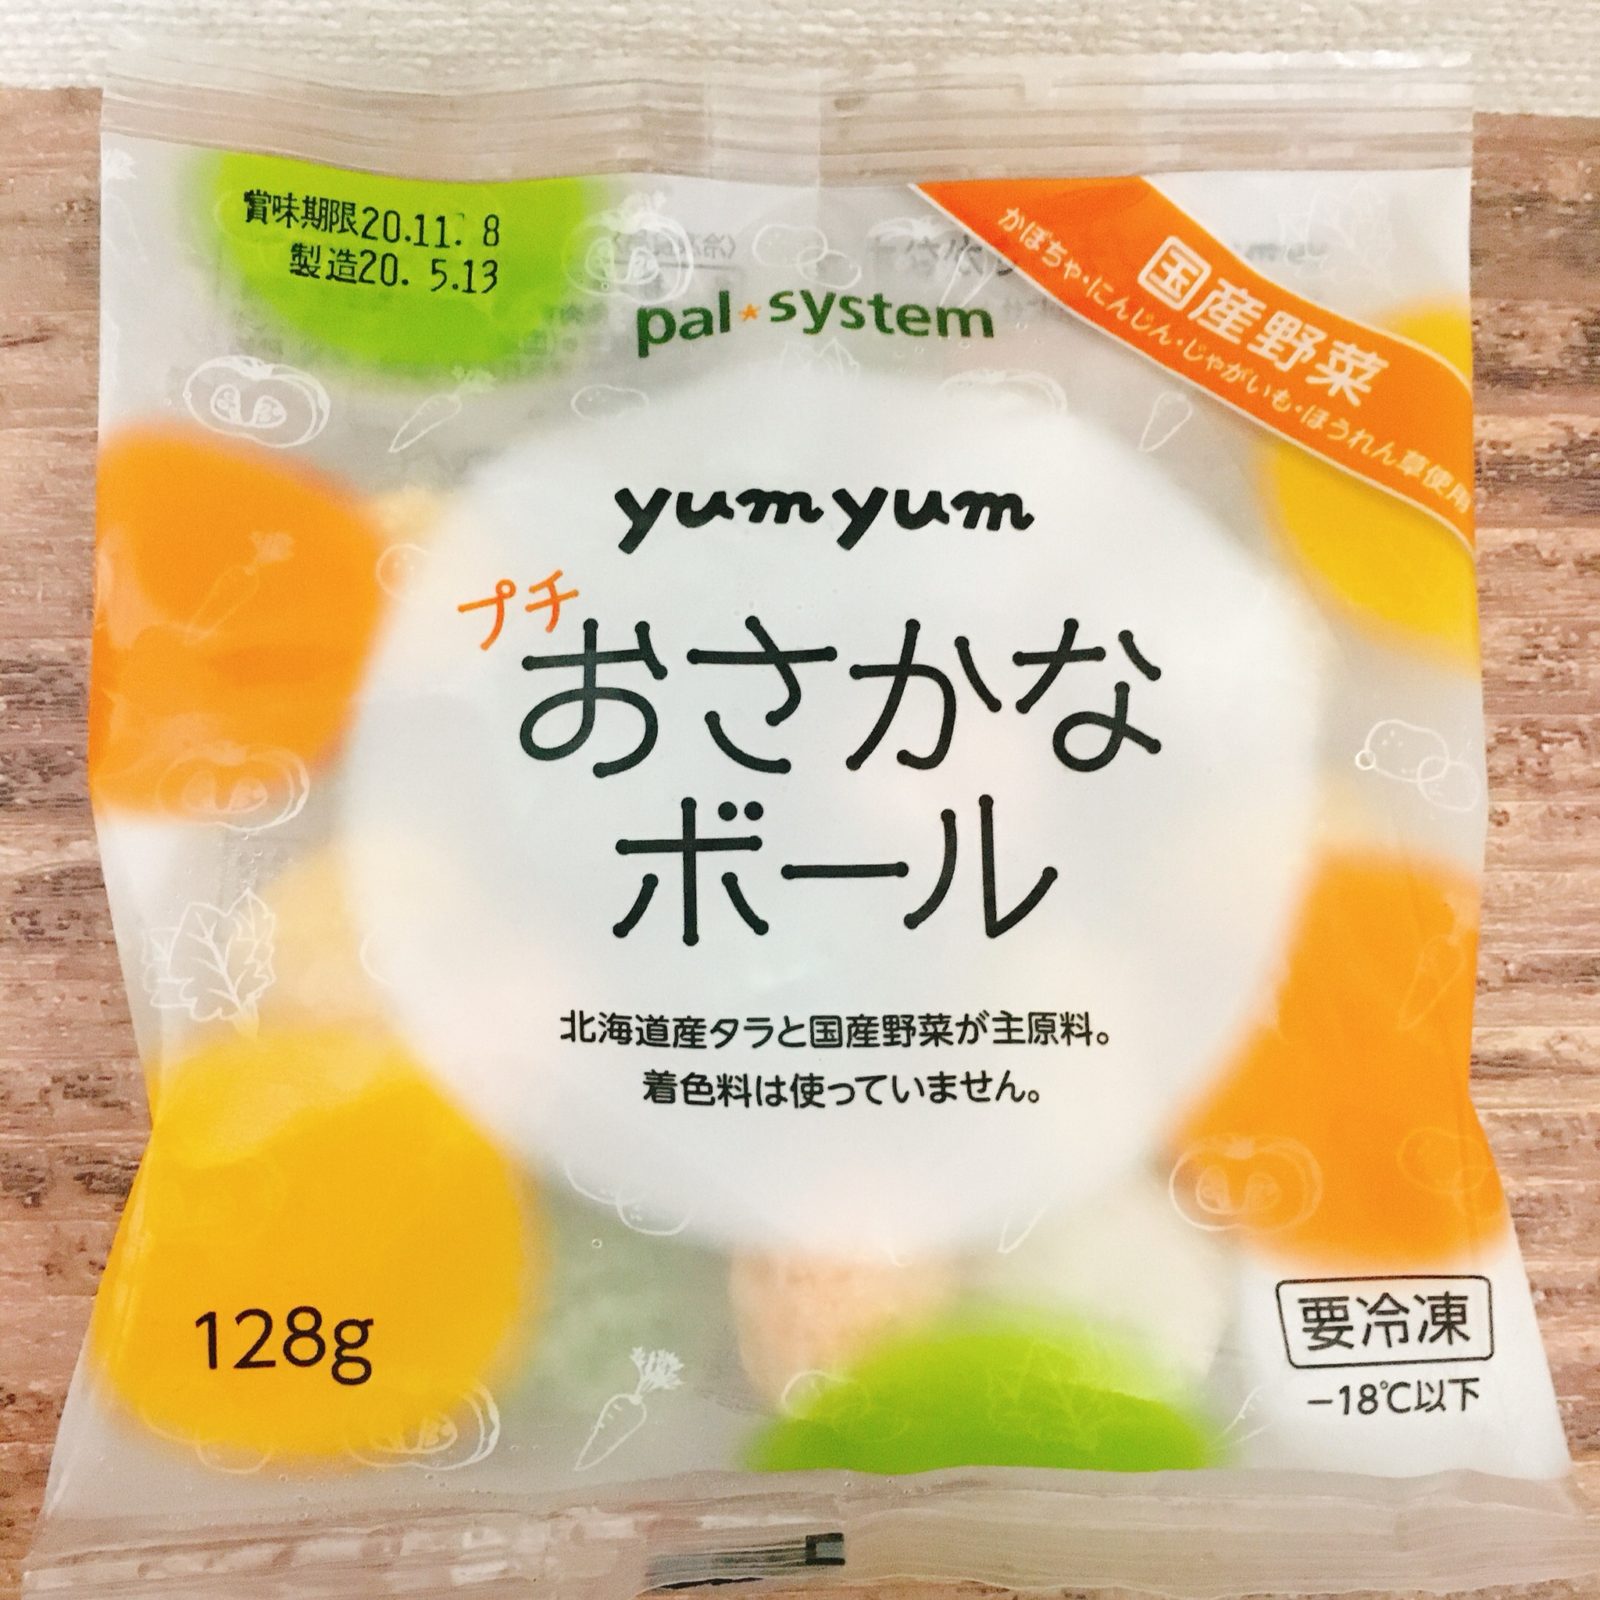 賞味期限20.11. 8
製造20. 5.13
pal*system
国産野菜
かぼちゃ・にんじん・じゃがいも・ほうれん草使用
yumyum
プチ
おさかな
ボール
北海道産タラと国産野菜が主原料。
着色料は使っていません。
128g
要冷凍
-18℃以下